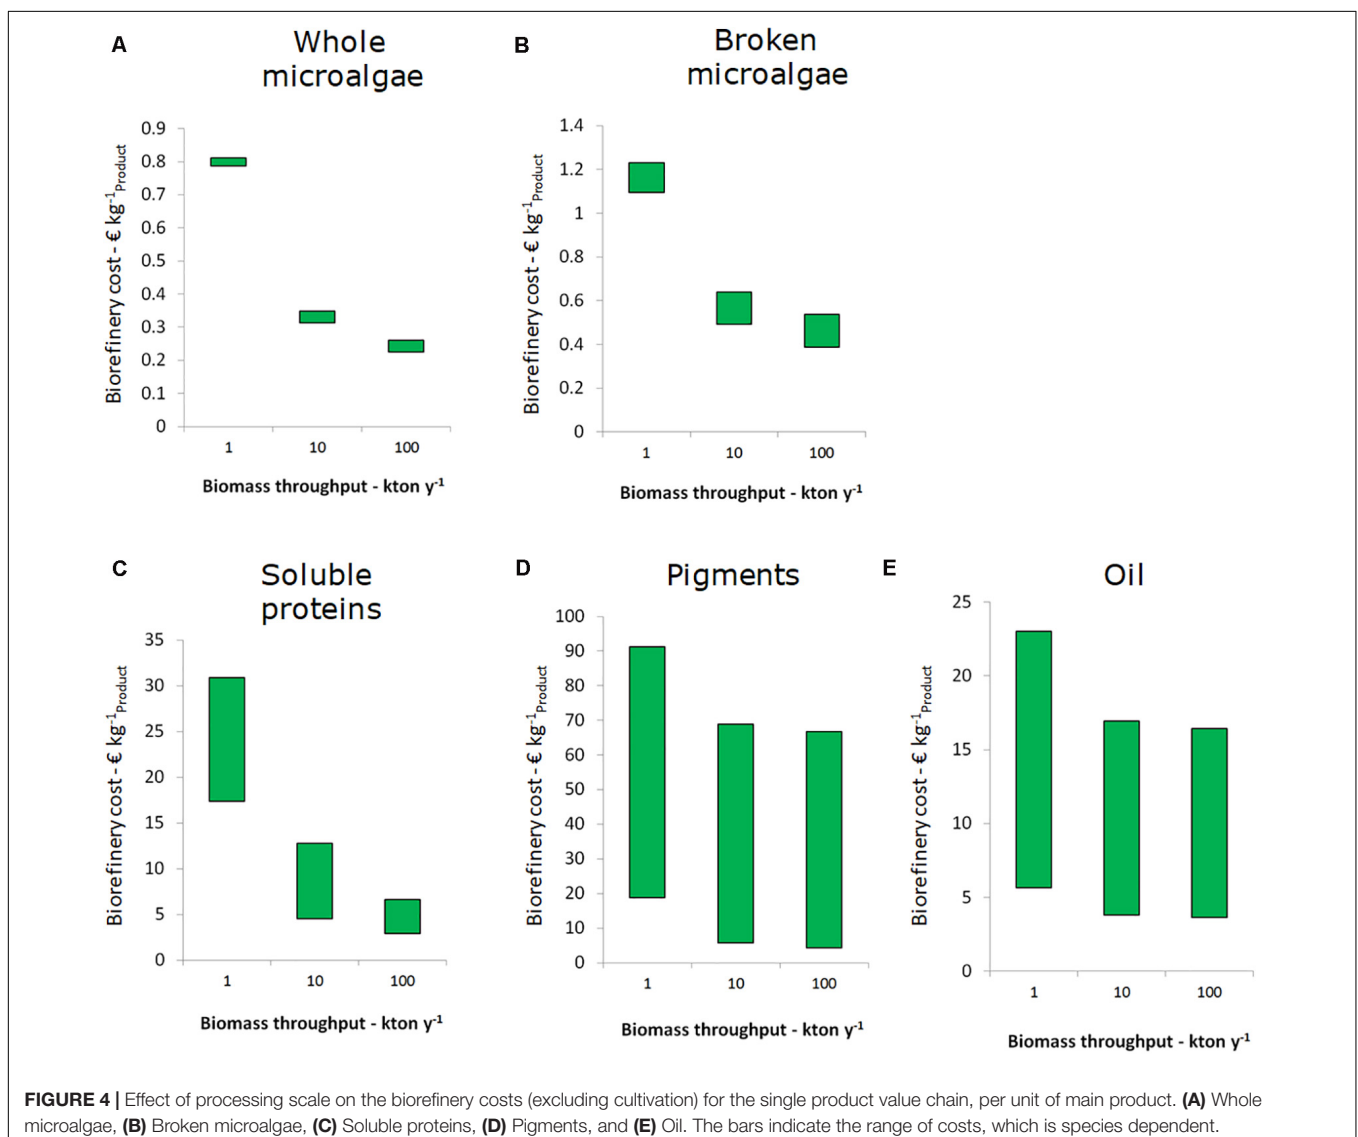 A
Whole
microalgae
Biorefinery cost - € kg⁻¹Product
0.9
0.8
0.7
0.6
0.5
0.4
0.3
0.2
0.1
0
1 10 100
Biomass throughput - kton y⁻¹
B
Broken
microalgae
Biorefinery cost - € kg⁻¹Product
1.4
1.2
1
0.8
0.6
0.4
0.2
0
1 10 100
Biomass throughput - kton y⁻¹
C
Soluble
proteins
Biorefinery cost - € kg⁻¹Product
35
30
25
20
15
10
5
0
1 10 100
Biomass throughput - kton y⁻¹
D
Pigments
Biorefinery cost - € kg⁻¹Product
100
90
80
70
60
50
40
30
20
10
0
1 10 100
Biomass throughput - kton y⁻¹
E
Oil
Biorefinery cost - € kg⁻¹Product
25
20
15
10
5
0
1 10 100
Biomass throughput - kton y⁻¹
FIGURE 4 | Effect of processing scale on the biorefinery costs (excluding cultivation) for the single product value chain, per unit of main product. (A) Whole
microalgae, (B) Broken microalgae, (C) Soluble proteins, (D) Pigments, and (E) Oil. The bars indicate the range of costs, which is species dependent.